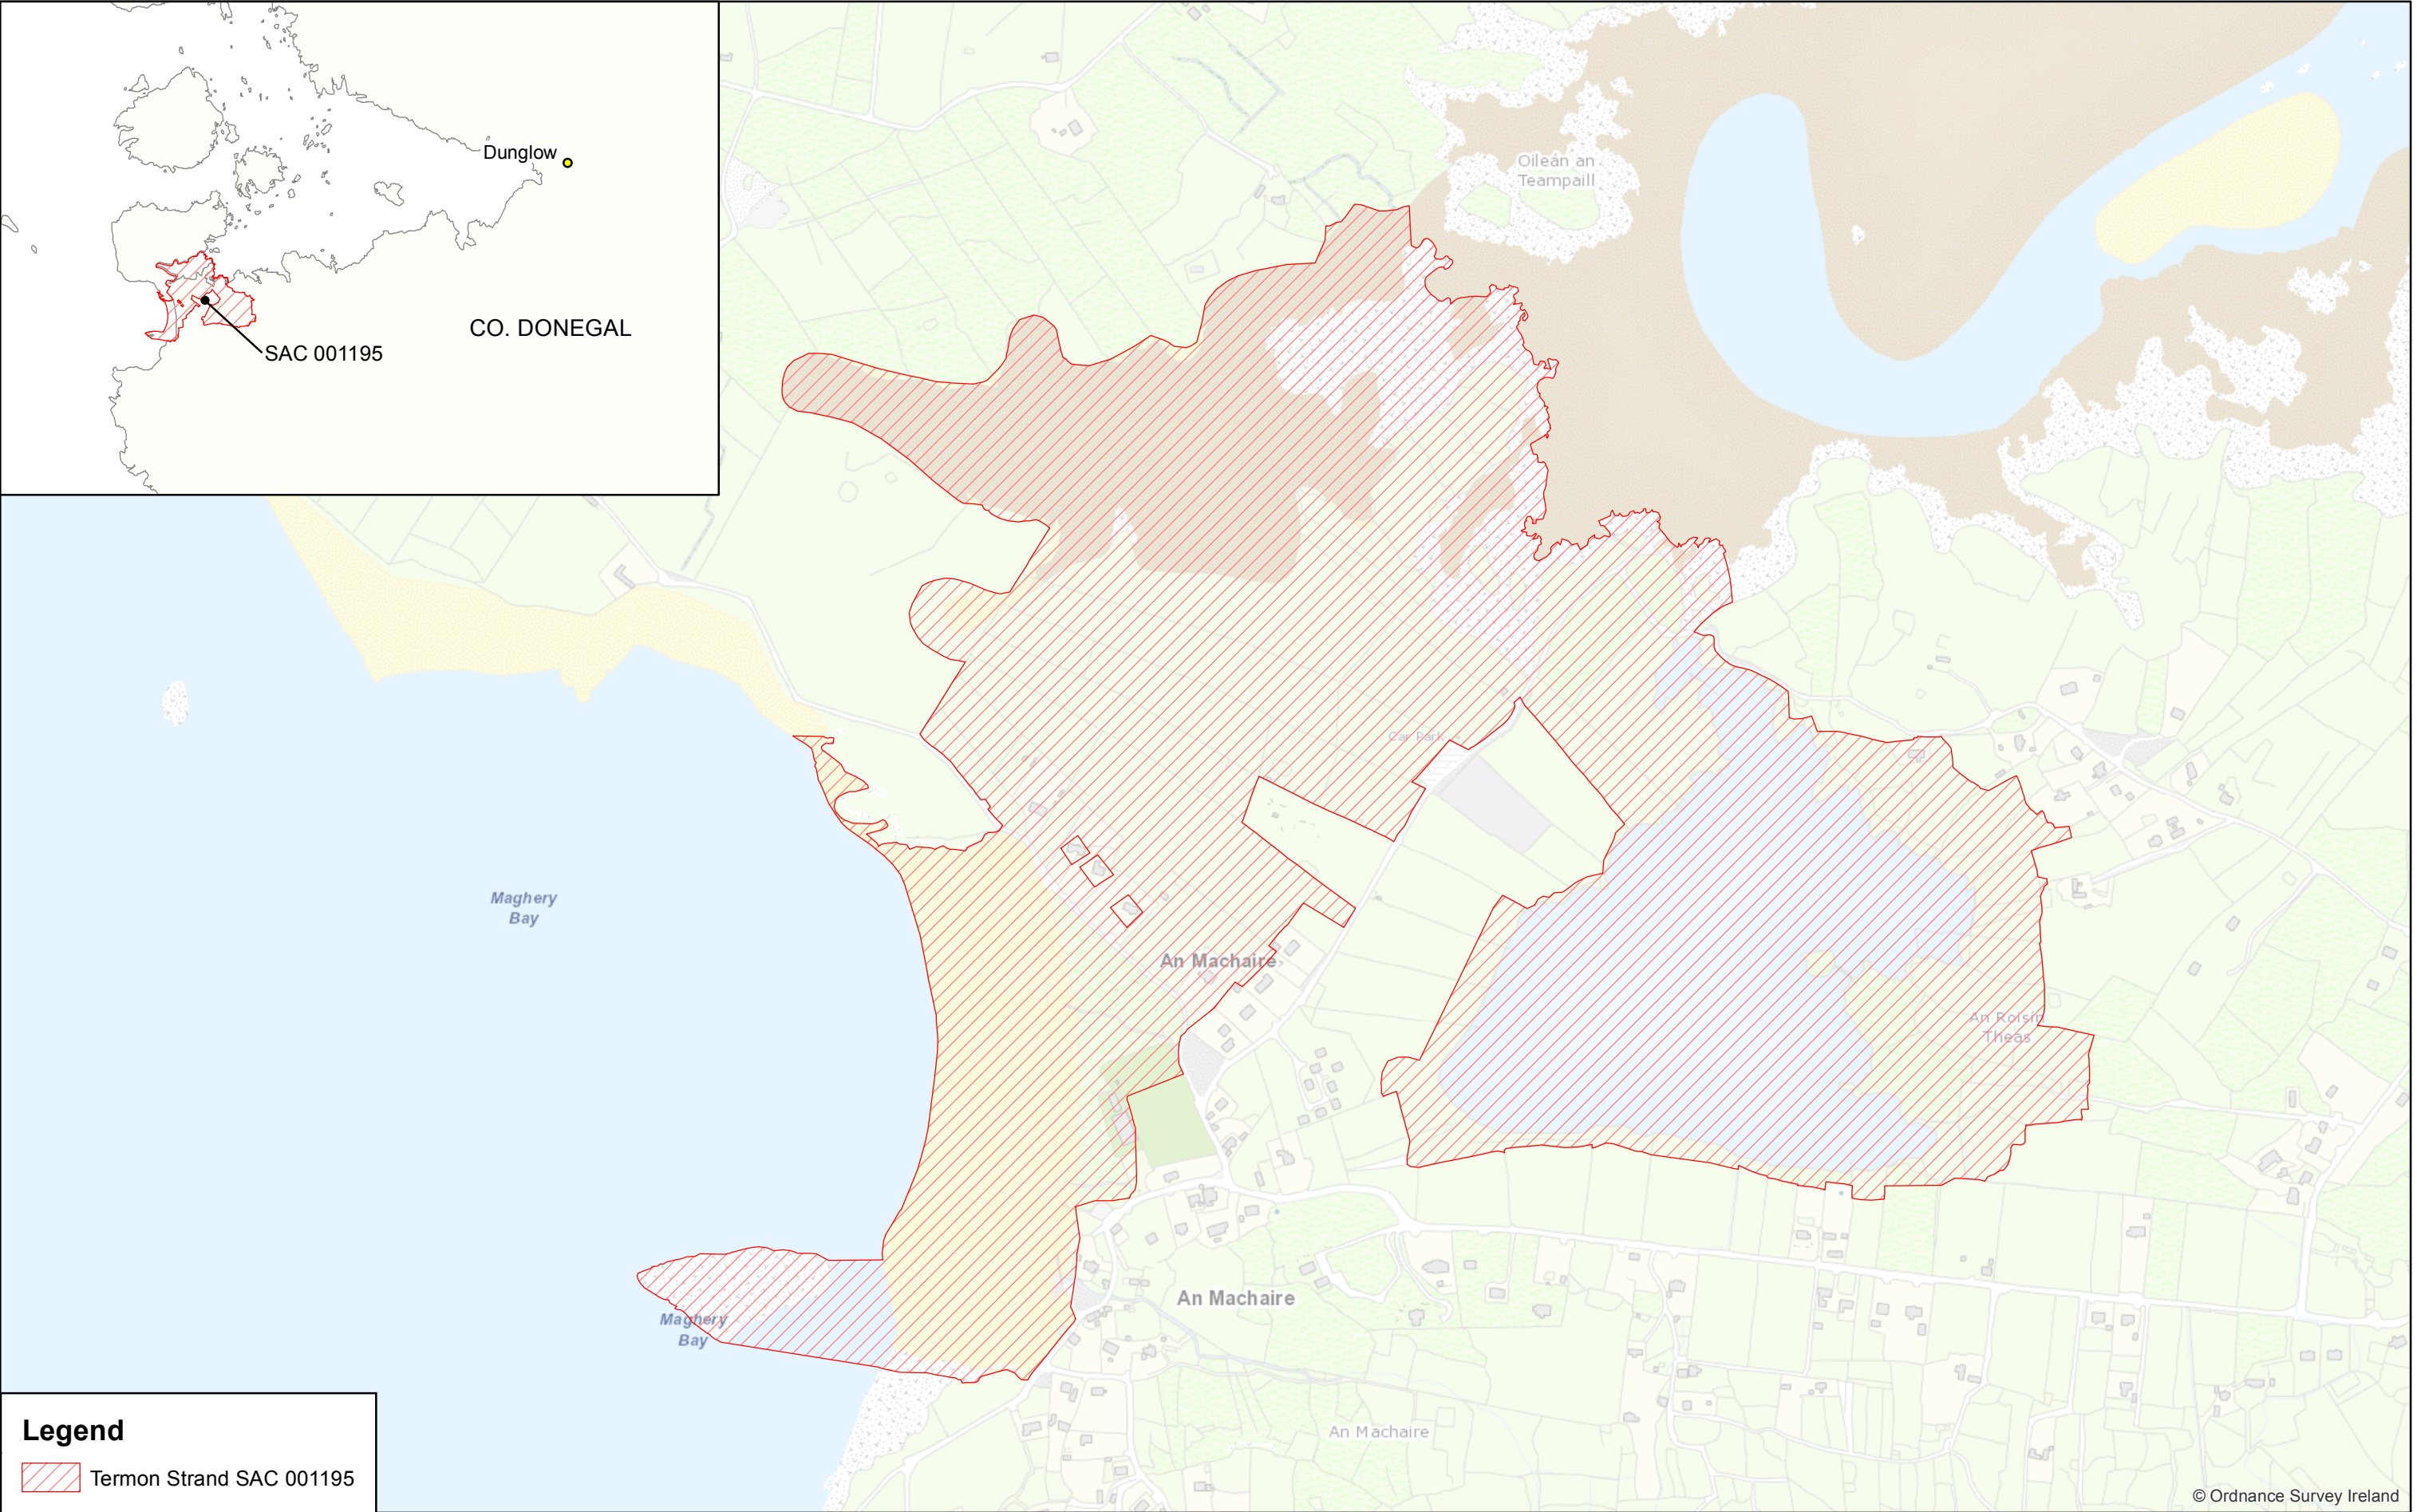 Dunglow
CO. DONEGAL
SAC 001195
Oileán an
Teampaill
Car Park
Maghery
Bay
An Machaire
An Roisín
Theas
An Machaire
Maghery
Bay
An Machaire
Legend
Termon Strand SAC 001195
© Ordnance Survey Ireland